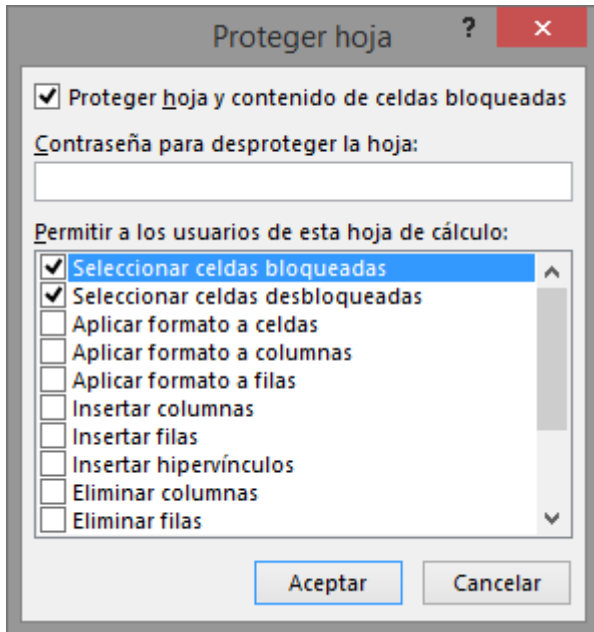 Proteger hoja
?
Proteger hoja y contenido de celdas bloqueadas
Contraseña para desproteger la hoja:
Permitir a los usuarios de esta hoja de cálculo:
Seleccionar celdas bloqueadas
Seleccionar celdas desbloqueadas
Aplicar formato a celdas
Aplicar formato a columnas
Aplicar formato a filas
Insertar columnas
Insertar filas
Insertar hipervínculos
Eliminar columnas
Eliminar filas
Aceptar Cancelar